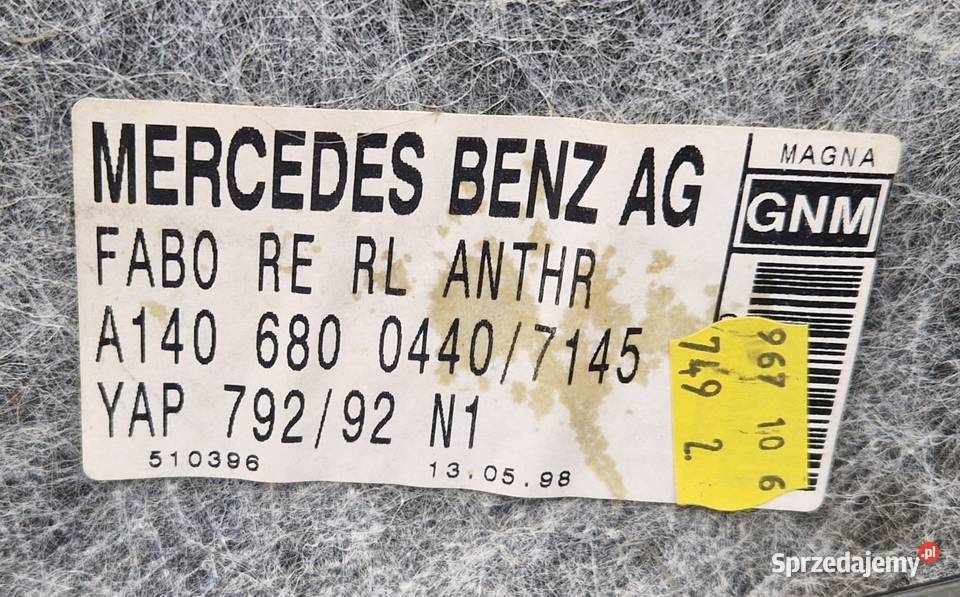 MERCEDES BENZ AG
FABO RE RL ANTHR
A140 680 0440/7145
YAP 792/92 N1
510396
13.05.98
MAGNA
GNM
967 10 6
749 2.
Sprzedajemy.pl